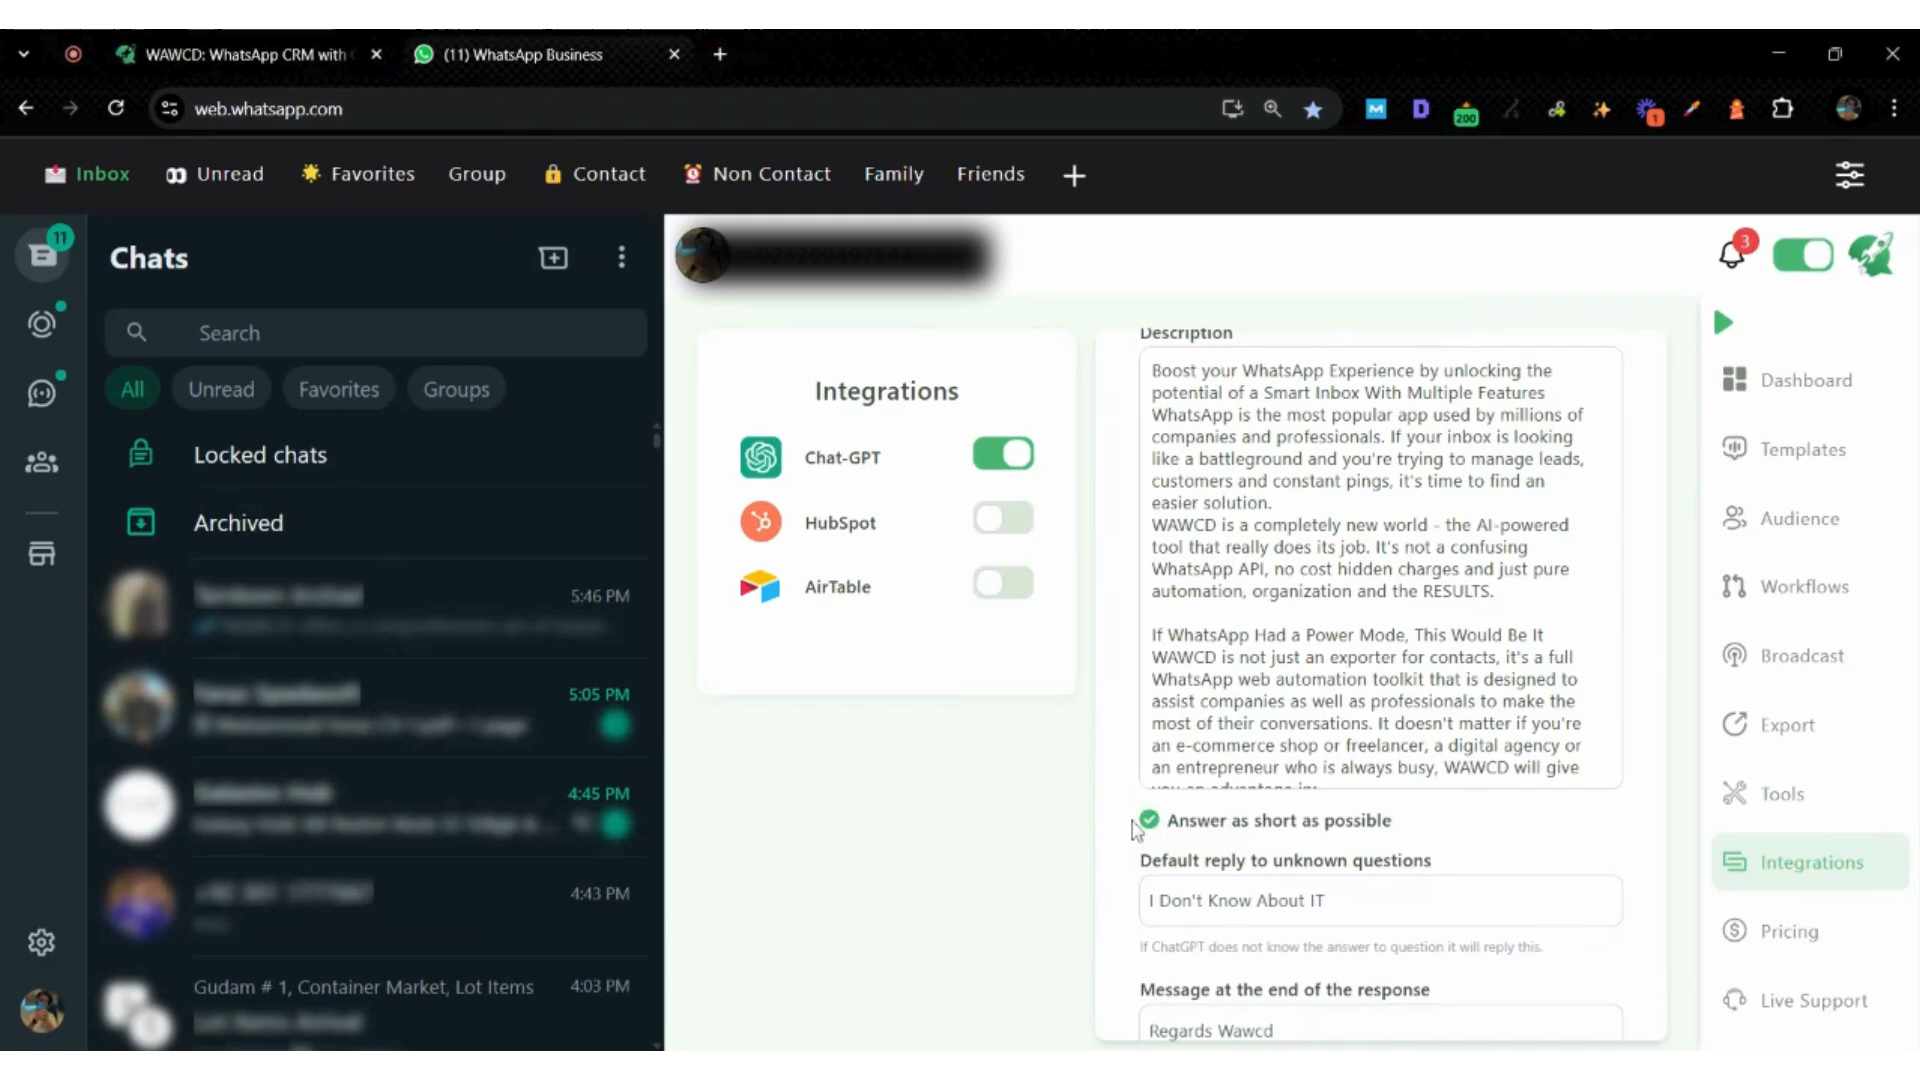 WAWCD: WhatsApp CRM with
(11) WhatsApp Business
web.whatsapp.com
200
1
Inbox
Unread
Favorites
Group
Contact
Non Contact
Family
Friends
11
Chats
Search
All
Unread
Favorites
Groups
Locked chats
Archived
5:46 PM
5:05 PM
4:45 PM
4:43 PM
Gudam # 1, Container Market, Lot Items
4:03 PM
3
Integrations
Chat-GPT
HubSpot
AirTable
Description
Boost your WhatsApp Experience by unlocking the
potential of a Smart Inbox With Multiple Features
WhatsApp is the most popular app used by millions of
companies and professionals. If your inbox is looking
like a battleground and you're trying to manage leads,
customers and constant pings, it's time to find an
easier solution.
WAWCD is a completely new world - the AI-powered
tool that really does its job. It's not a confusing
WhatsApp API, no cost hidden charges and just pure
automation, organization and the RESULTS.
If WhatsApp Had a Power Mode, This Would Be It
WAWCD is not just an exporter for contacts, it's a full
WhatsApp web automation toolkit that is designed to
assist companies as well as professionals to make the
most of their conversations. It doesn't matter if you're
an e-commerce shop or freelancer, a digital agency or
an entrepreneur who is always busy, WAWCD will give
Answer as short as possible
Default reply to unknown questions
I Don't Know About IT
If ChatGPT does not know the answer to question it will reply this.
Message at the end of the response
Regards Wawcd
Dashboard
Templates
Audience
Workflows
Broadcast
Export
Tools
Integrations
Pricing
Live Support